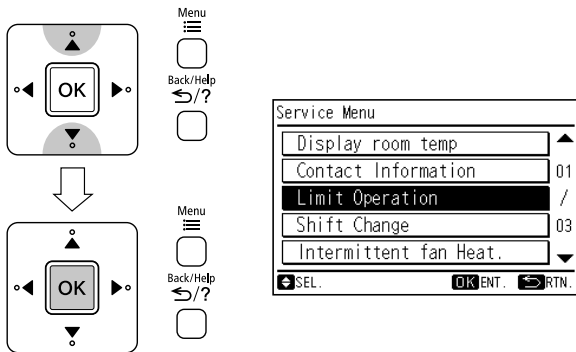 Menu
OK
Back/Help
/?
Menu
OK
Back/Help
/?
Service Menu
Display room temp
Contact Information
Limit Operation
Shift Change
Intermittent fan Heat.
01
/
03
SEL. OK ENT. RTN.